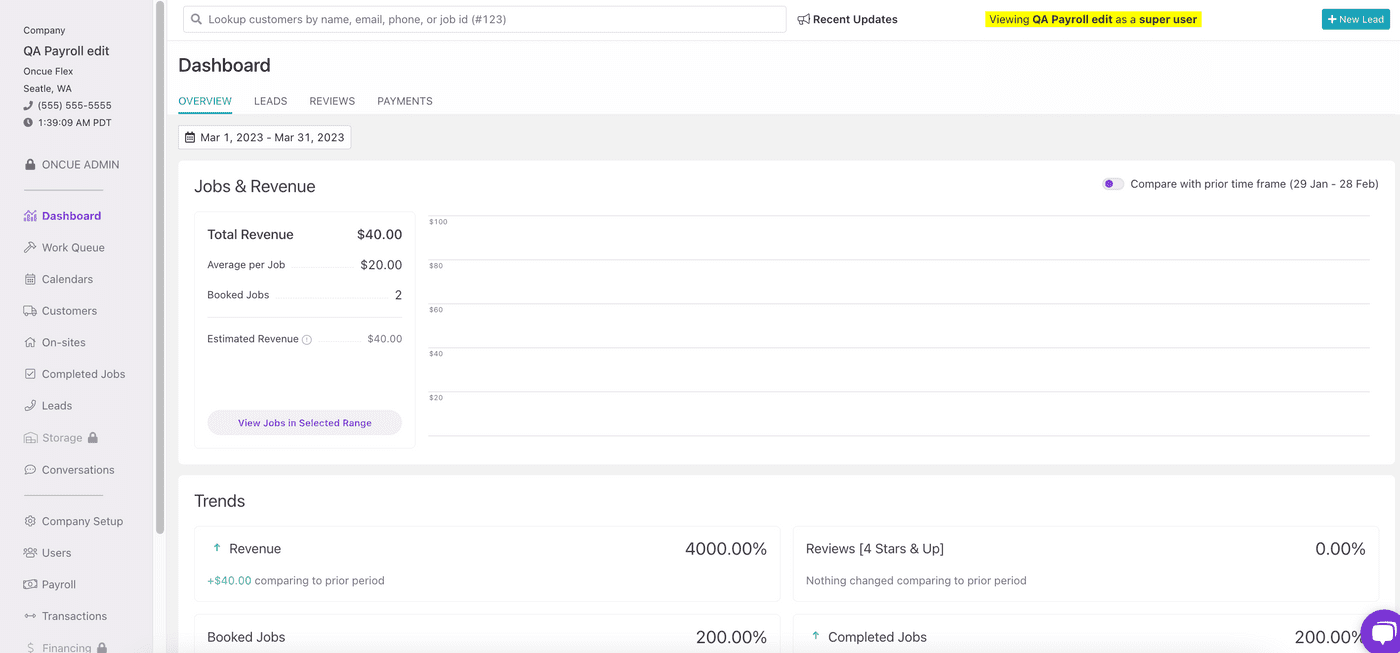 Company
QA Payroll edit
Oncue Flex
Seatle, WA
(555) 555-5555
1:39:09 AM PDT
ONCUE ADMIN
Dashboard
Work Queue
Calendars
Customers
On-sites
Completed Jobs
Leads
Storage
Conversations
Company Setup
Users
Payroll
Transactions
Financing
Lookup customers by name, email, phone, or job id (#123)
Recent Updates
Viewing QA Payroll edit as a super user
+ New Lead
Dashboard
OVERVIEW LEADS REVIEWS PAYMENTS
Mar 1, 2023 - Mar 31, 2023
Jobs & Revenue
Compare with prior time frame (29 Jan - 28 Feb)
Total Revenue $40.00
Average per Job $20.00
Booked Jobs 2
Estimated Revenue $40.00
View Jobs in Selected Range
$100
$80
$60
$40
$20
Trends
Revenue 4000.00%
+$40.00 comparing to prior period
Reviews [4 Stars & Up] 0.00%
Nothing changed comparing to prior period
Booked Jobs 200.00%
Completed Jobs 200.00%